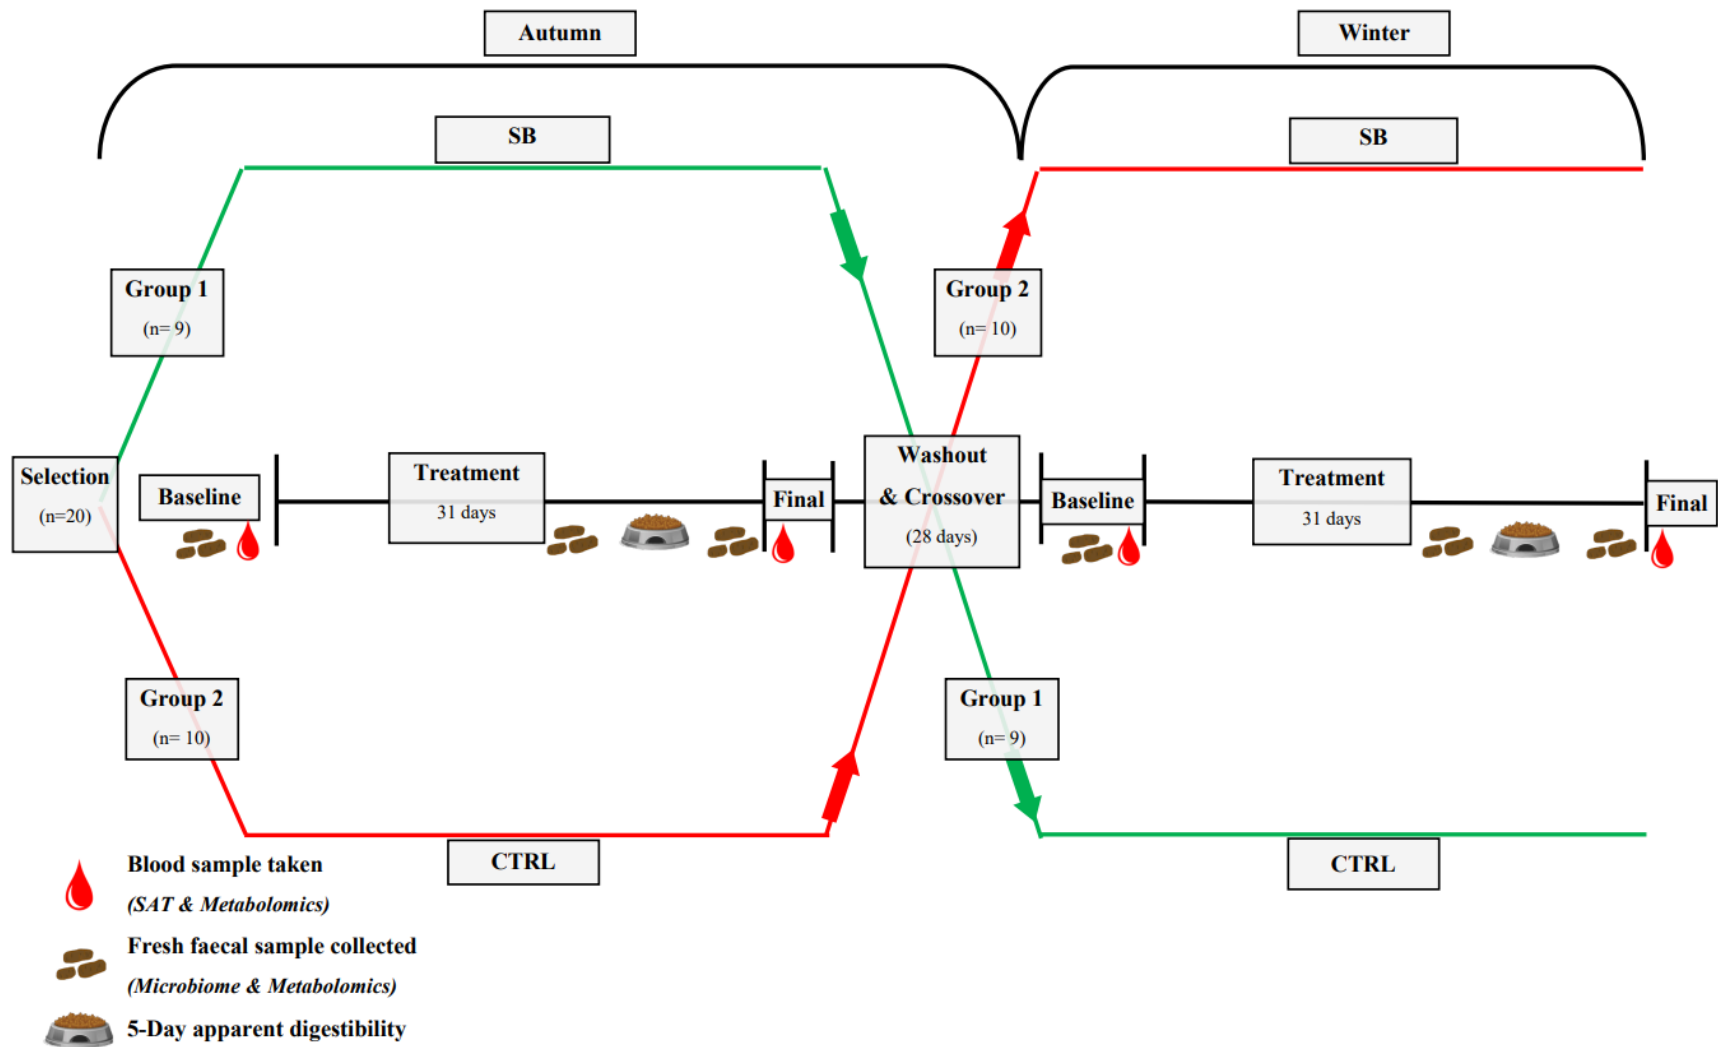 Autumn
Winter
SB
SB
Group 1
(n= 9)
Group 2
(n= 10)
Selection
(n=20)
Baseline
Treatment
31 days
Final
Washout
& Crossover
(28 days)
Baseline
Treatment
31 days
Final
Group 2
(n= 10)
Group 1
(n= 9)
CTRL
CTRL
Blood sample taken
(SAT & Metabolomics)
Fresh faecal sample collected
(Microbiome & Metabolomics)
5-Day apparent digestibility